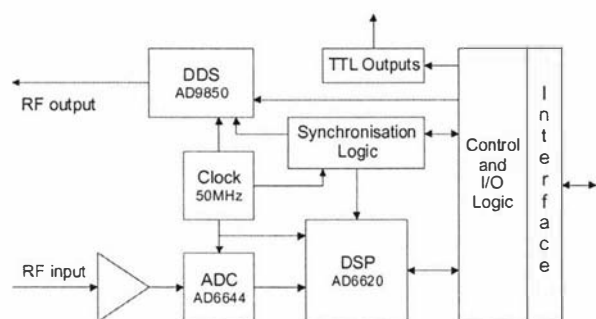 TTL Outputs
DDS
AD9850
RF output
Synchronisation
Logic
Control
and
I/O
Logic
Interface
Clock
50MHz
RF input
ADC
AD6644
DSP
AD6620